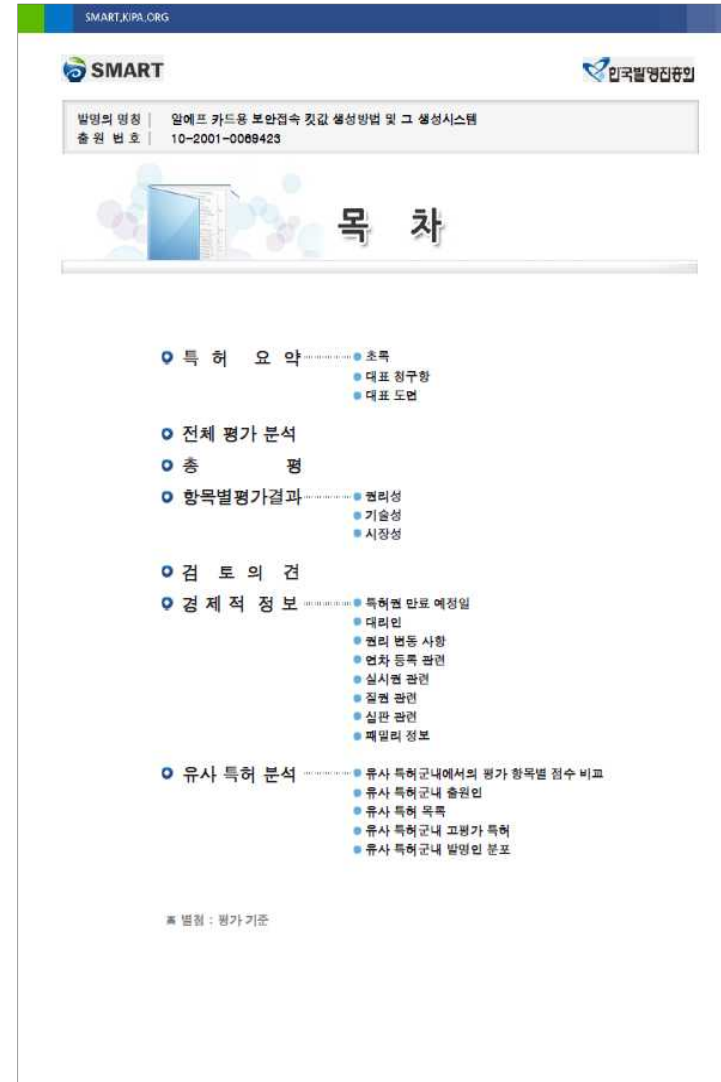 SMART.KIPA.ORG
SMART
한국발명진흥회
발명의 명칭 | 알에프 카드용 보안접속 킷값 생성방법 및 그 생성시스템
출 원 번 호 | 10-2001-0069423
목 차
특 허 요 약 초록
대표 청구항
대표 도면
전체 평가 분석
총 평
항목별평가결과 권리성
기술성
시장성
검 토 의 견
경 제 적 정 보 특허권 만료 예정일
대리인
권리 변동 사항
연차 등록 관련
실시권 관련
질권 관련
심판 관련
패밀리 정보
유사 특허 분석 유사 특허군내에서의 평가 항목별 점수 비교
유사 특허군내 출원인
유사 특허 목록
유사 특허군내 고평가 특허
유사 특허군내 발명인 분포
※ 별첨 : 평가 기준